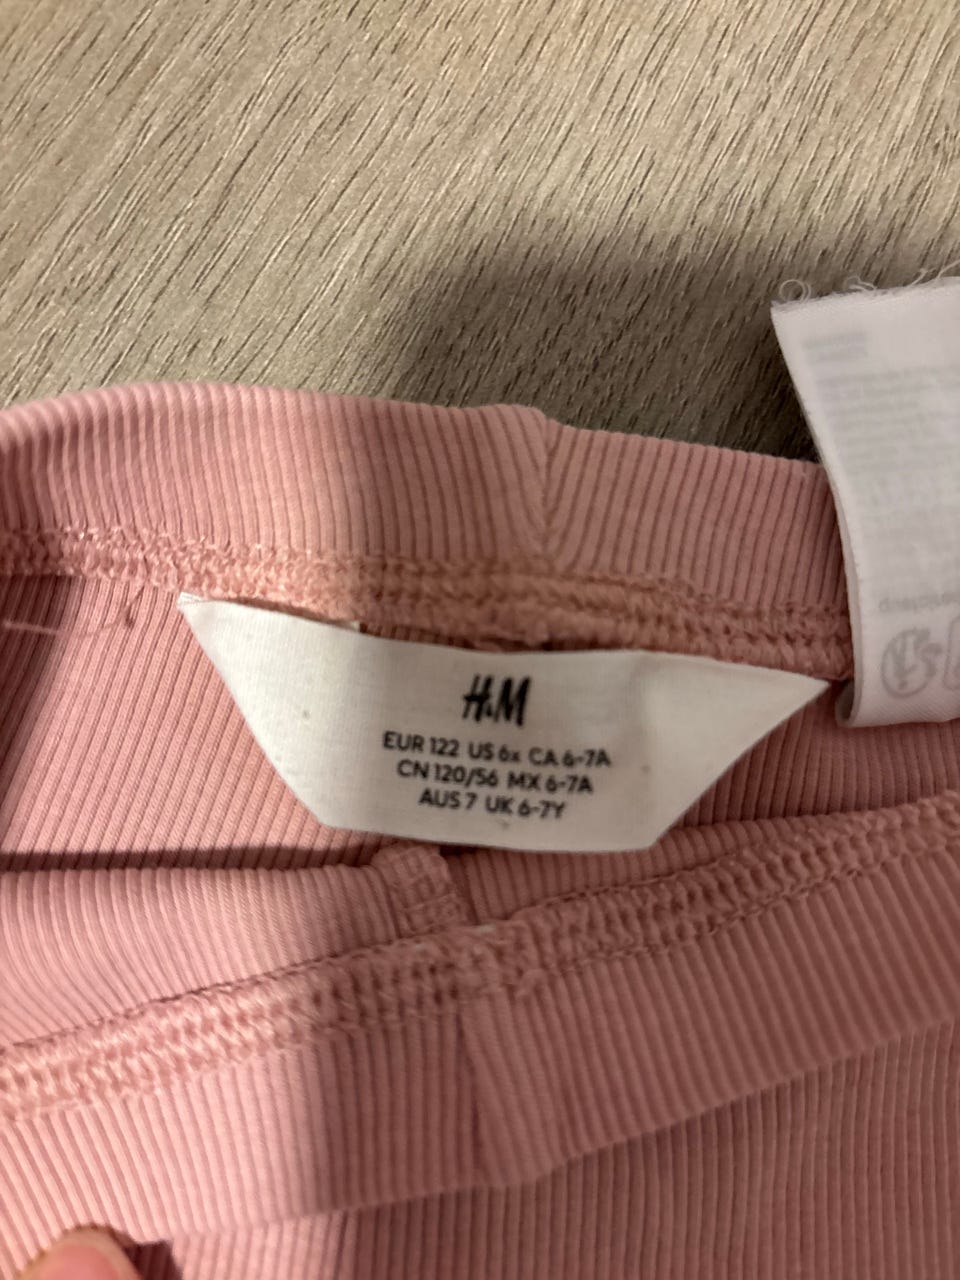 H&M
EUR 122 US 6x CA 6-7A
CN 120/56 MX 6-7A
AUS 7 UK 6-7Y